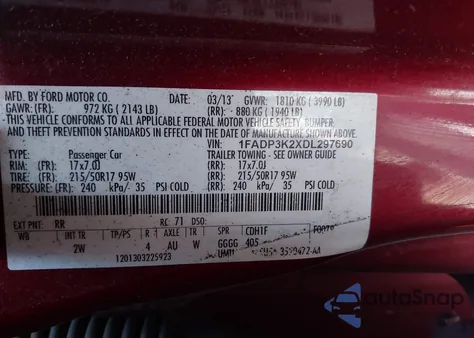 MFD. BY FORD MOTOR CO.
DATE: 03/13 GVWR: 1810 KG ( 3990 LB)
GAWR: (FR): 972 KG ( 2143 LB) (RR): 880 KG ( 1940 LB)
THIS VEHICLE CONFORMS TO ALL APPLICABLE FEDERAL MOTOR VEHICLE SAFETY, BUMPER,
AND THEFT PREVENTION STANDARDS IN EFFECT ON THE DATE OF MANUFACTURE SHOWN ABOVE.
VIN: 1FADP3K2XDL297690
TYPE: Passenger Car TRAILER TOWING - SEE OWNER GUIDE
RIMS: (FR): 17x7.0J (RR): 17x7.0J
TIRE: (FR): 215/50R17 95W (RR): 215/50R17 95W
PRESSURE: (FR): 240 kPa/ 35 PSI COLD (RR): 240 kPa/ 35 PSI COLD
EXT PNT: RR RC: 71 DSO:
WB INT TR TP/PS R AXLE TR SPR CDH1F
2W 4 AU W GGGG 405
1201303225923
autoSnap